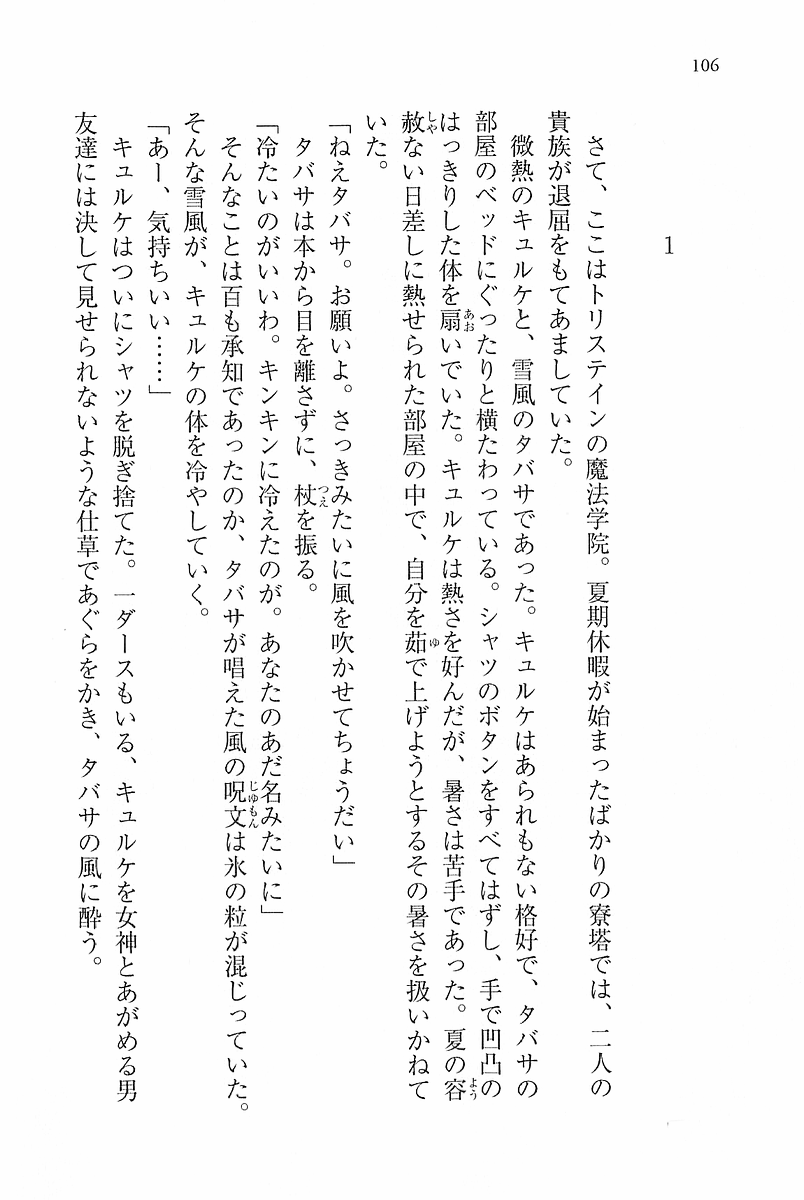 106
1
さて、ここはトリステインの魔法学院。夏期休暇が始まったばかりの寮塔では、二人の
貴族が退屈をもてあましていた。
微熱のキュルケと、雪風のタバサであった。キュルケはあられもない格好で、タバサの
部屋のベッドにぐったりと横たわっている。シャツのボタンをすべてはずし、手で凹凸の
はっきりした体を扇いでいた。キュルケは熱さを好んだが、暑さは苦手であった。夏の容
赦ない日差しに熱せられた部屋の中で、自分を茹で上げようとするその暑さを扱いかねて
いた。
「ねえタバサ。お願いよ。さっきみたいに風を吹かせてちょうだい」
タバサは本から目を離さずに、杖を振る。
「冷たいのがいいわ。キンキンに冷えたのが。あなたのあだ名みたいに」
そんなことは百も承知であったのか、タバサが唱えた風の呪文は氷の粒が混じっていた。
そんな雪風が、キュルケの体を冷やしていく。
「あー、気持ちいい……」
キュルケはついにシャツを脱ぎ捨てた。一ダースもいる、キュルケを女神とあがめる男
友達には決して見せられないような仕草であぐらをかき、タバサの風に酔う。